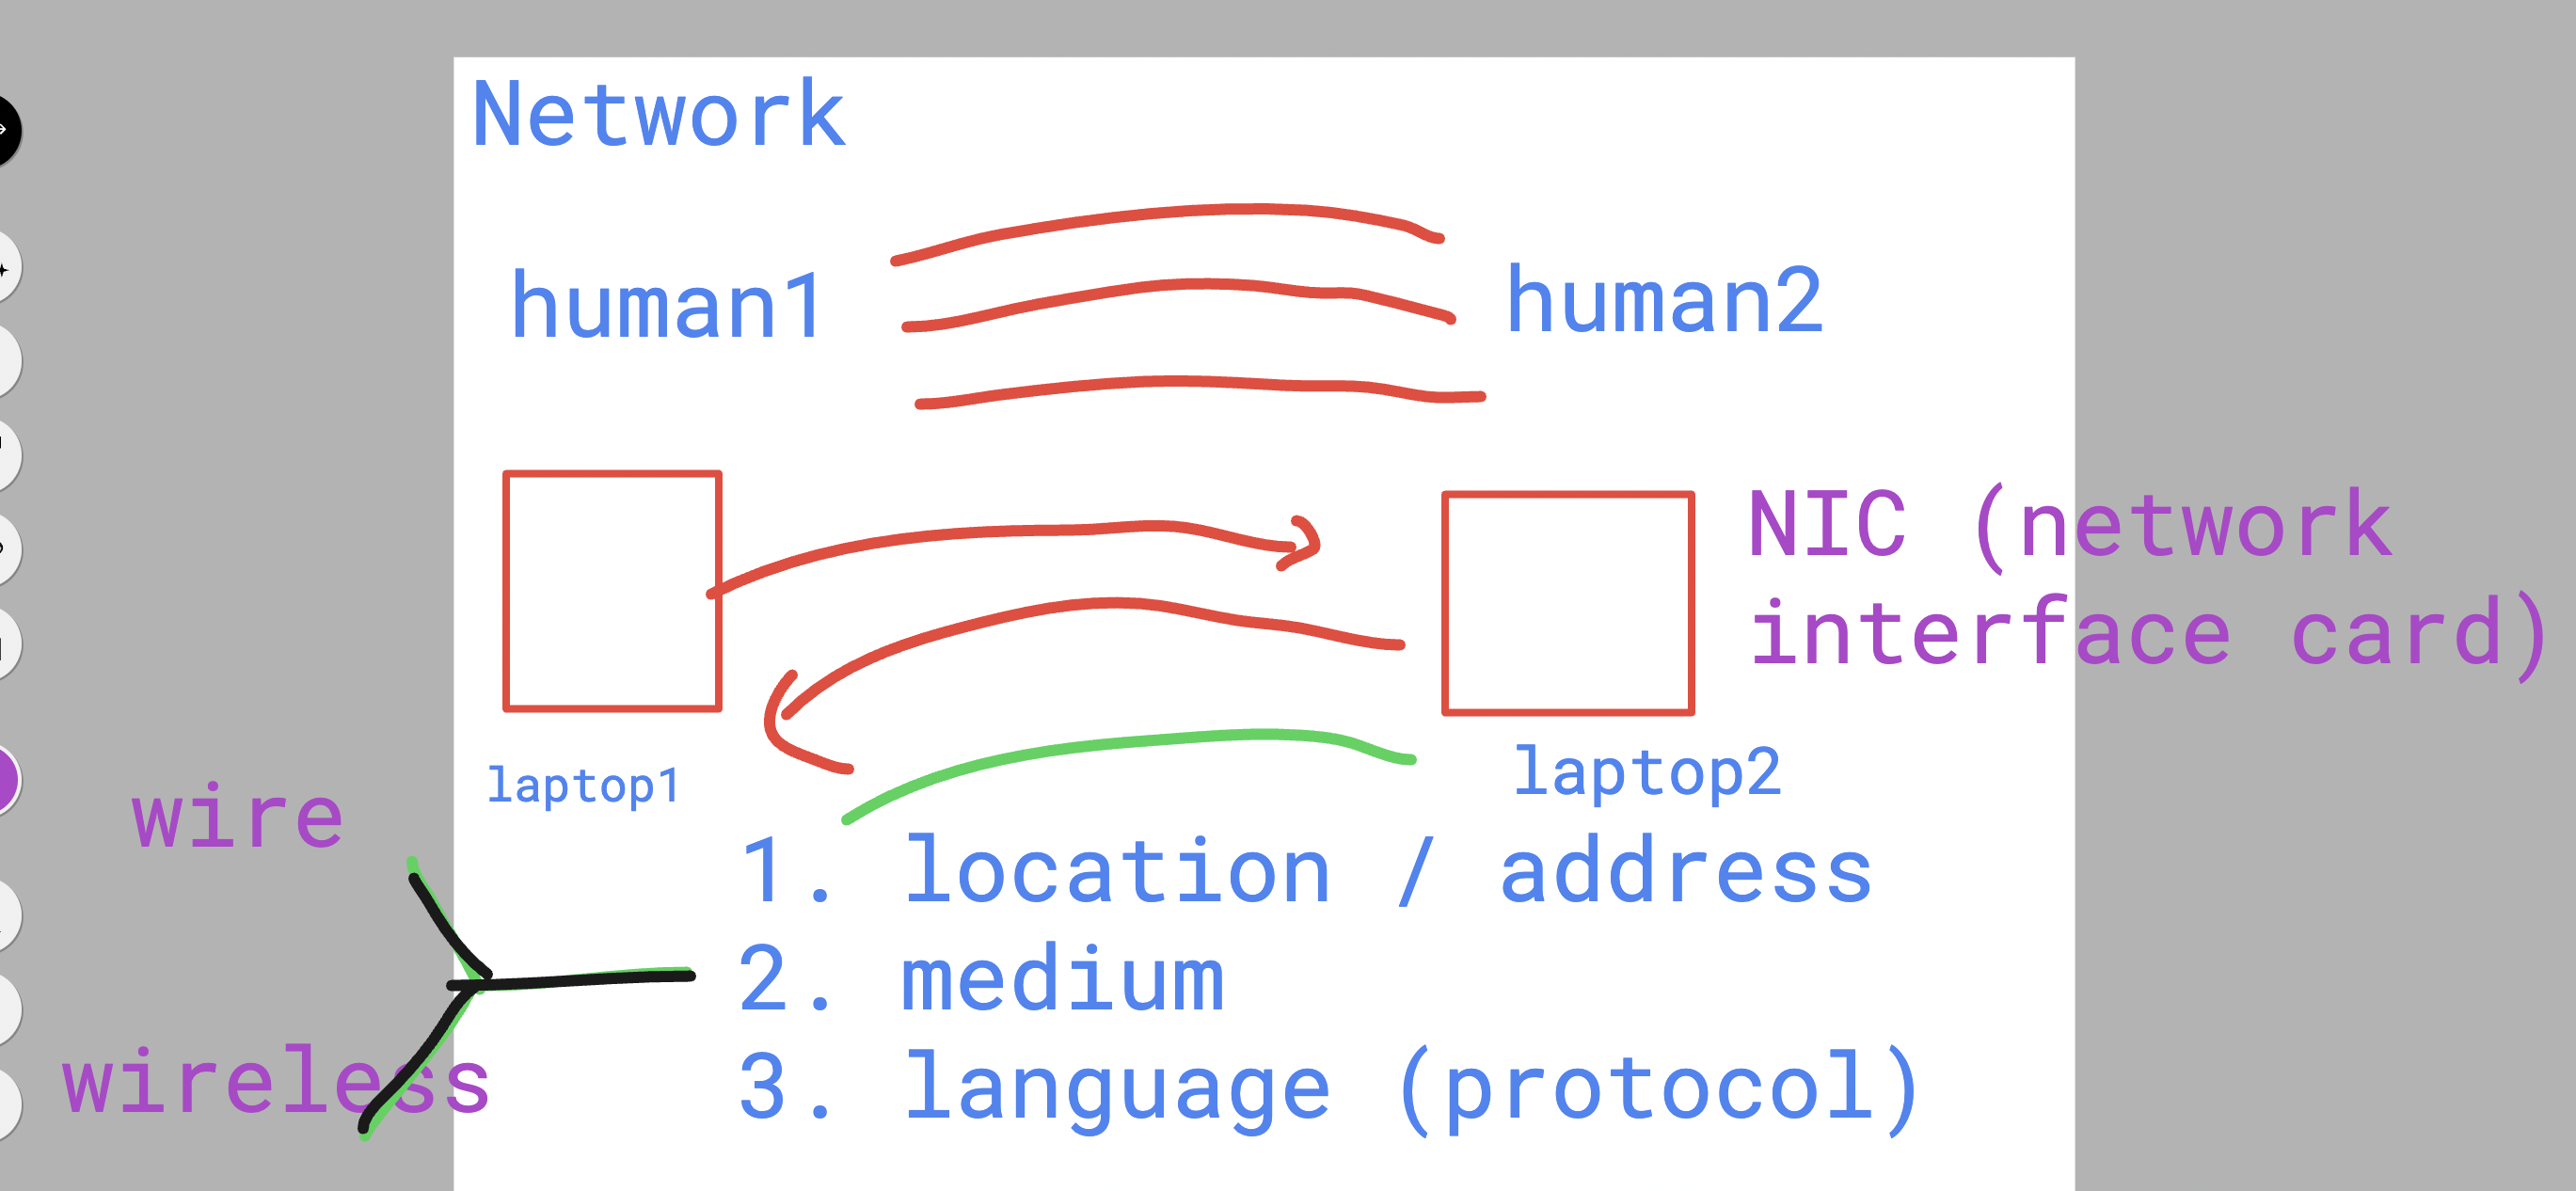 Network
human1
human2
NIC (network
interface card)
laptop1
laptop2
wire
wireless
1. location / address
2. medium
3. language (protocol)